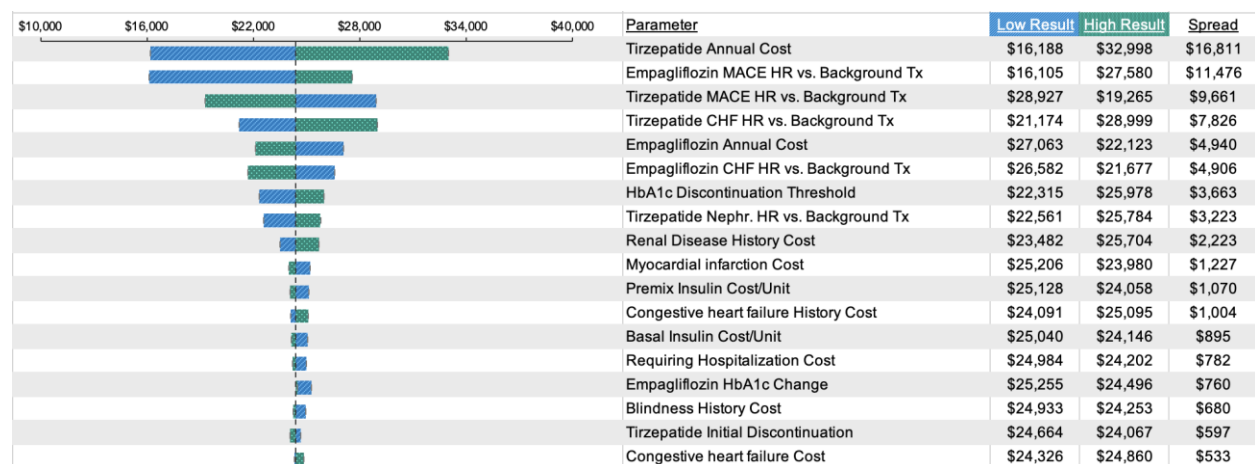 $10,000 $16,000 $22,000 $28,000 $34,000 $40,000 Parameter Low Result High Result Spread
Tirzepatide Annual Cost $16,188 $32,998 $16,811
Empagliflozin MACE HR vs. Background Tx $16,105 $27,580 $11,476
Tirzepatide MACE HR vs. Background Tx $28,927 $19,265 $9,661
Tirzepatide CHF HR vs. Background Tx $21,174 $28,999 $7,826
Empagliflozin Annual Cost $27,063 $22,123 $4,940
Empagliflozin CHF HR vs. Background Tx $26,582 $21,677 $4,906
HbA1c Discontinuation Threshold $22,315 $25,978 $3,663
Tirzepatide Nephr. HR vs. Background Tx $22,561 $25,784 $3,223
Renal Disease History Cost $23,482 $25,704 $2,223
Myocardial infarction Cost $25,206 $23,980 $1,227
Premix Insulin Cost/Unit $25,128 $24,058 $1,070
Congestive heart failure History Cost $24,091 $25,095 $1,004
Basal Insulin Cost/Unit $25,040 $24,146 $895
Requiring Hospitalization Cost $24,984 $24,202 $782
Empagliflozin HbA1c Change $25,255 $24,496 $760
Blindness History Cost $24,933 $24,253 $680
Tirzepatide Initial Discontinuation $24,664 $24,067 $597
Congestive heart failure Cost $24,326 $24,860 $533